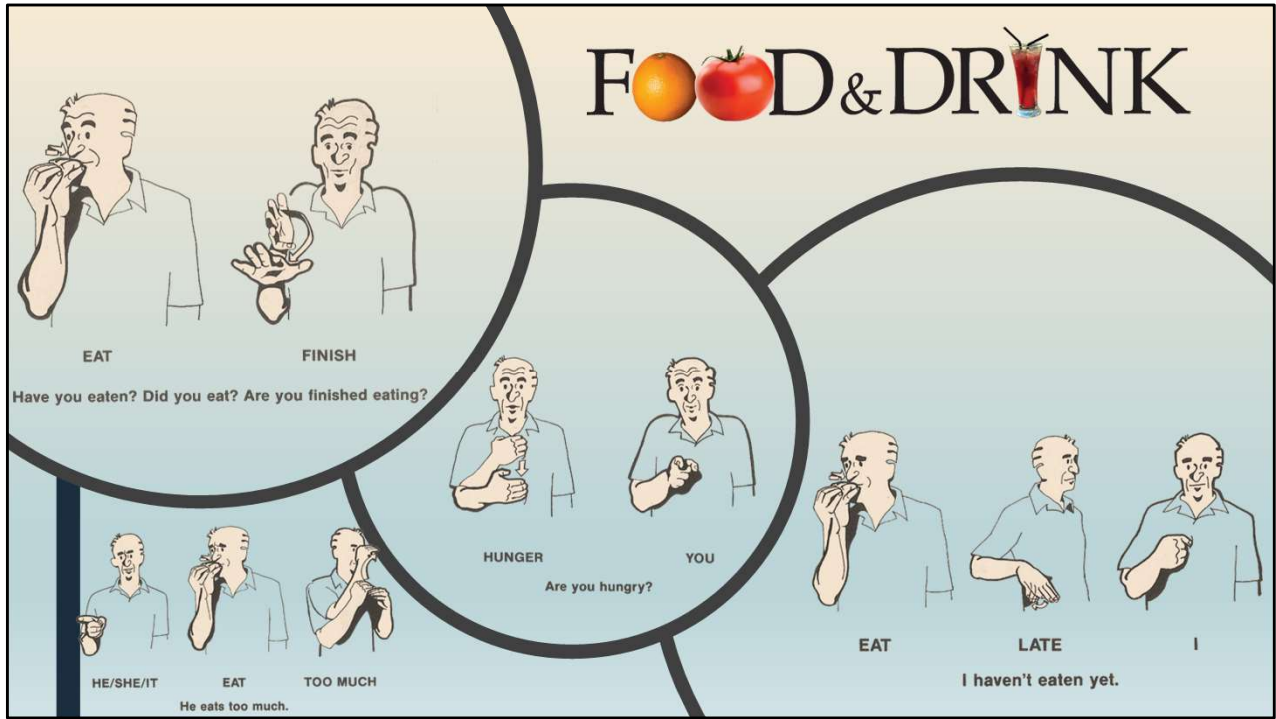 FOOD & DRINK
EAT FINISH
Have you eaten? Did you eat? Are you finished eating?
HUNGER YOU
Are you hungry?
EAT LATE I
I haven't eaten yet.
HE/SHE/IT EAT TOO MUCH
He eats too much.